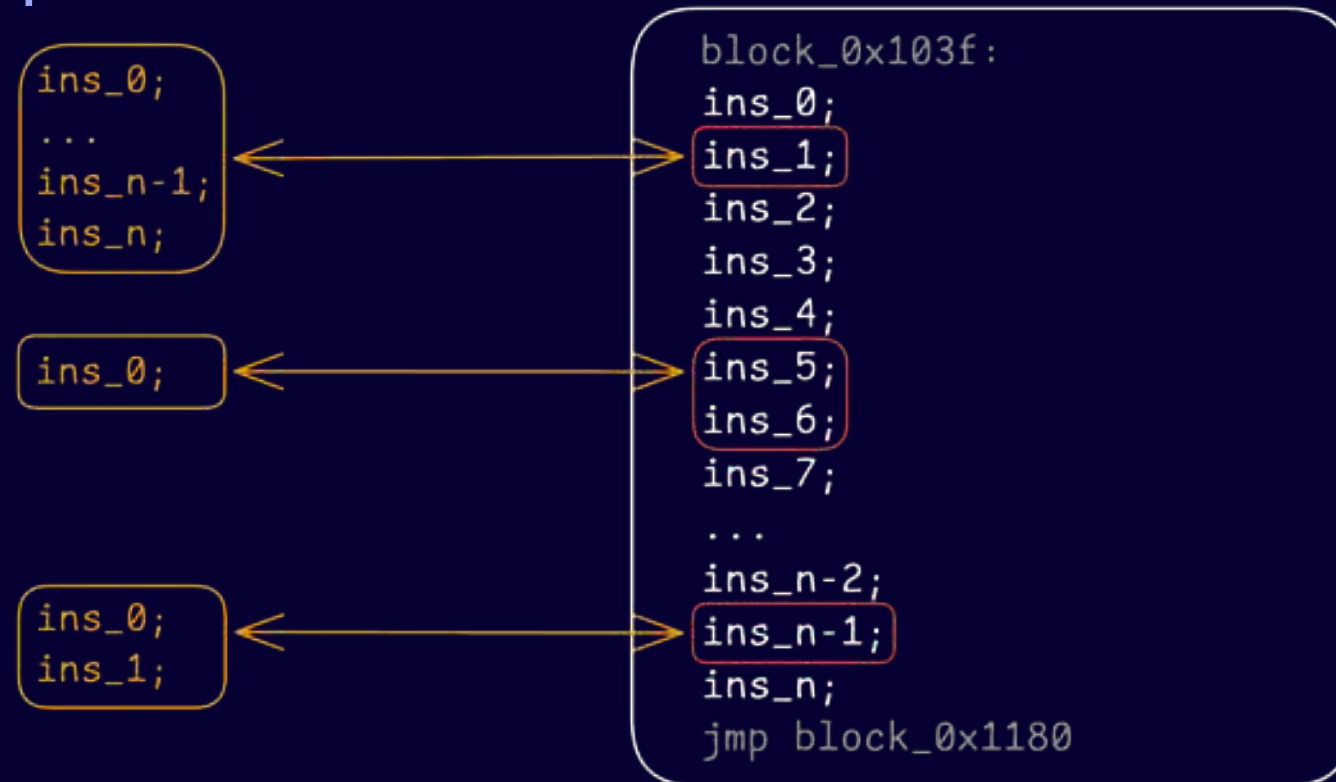 ins_0;
...
ins_n-1;
ins_n;
ins_0;
ins_0;
ins_1;
block_0x103f:
ins_0;
ins_1;
ins_2;
ins_3;
ins_4;
ins_5;
ins_6;
ins_7;
...
ins_n-2;
ins_n-1;
ins_n;
jmp block_0x1180